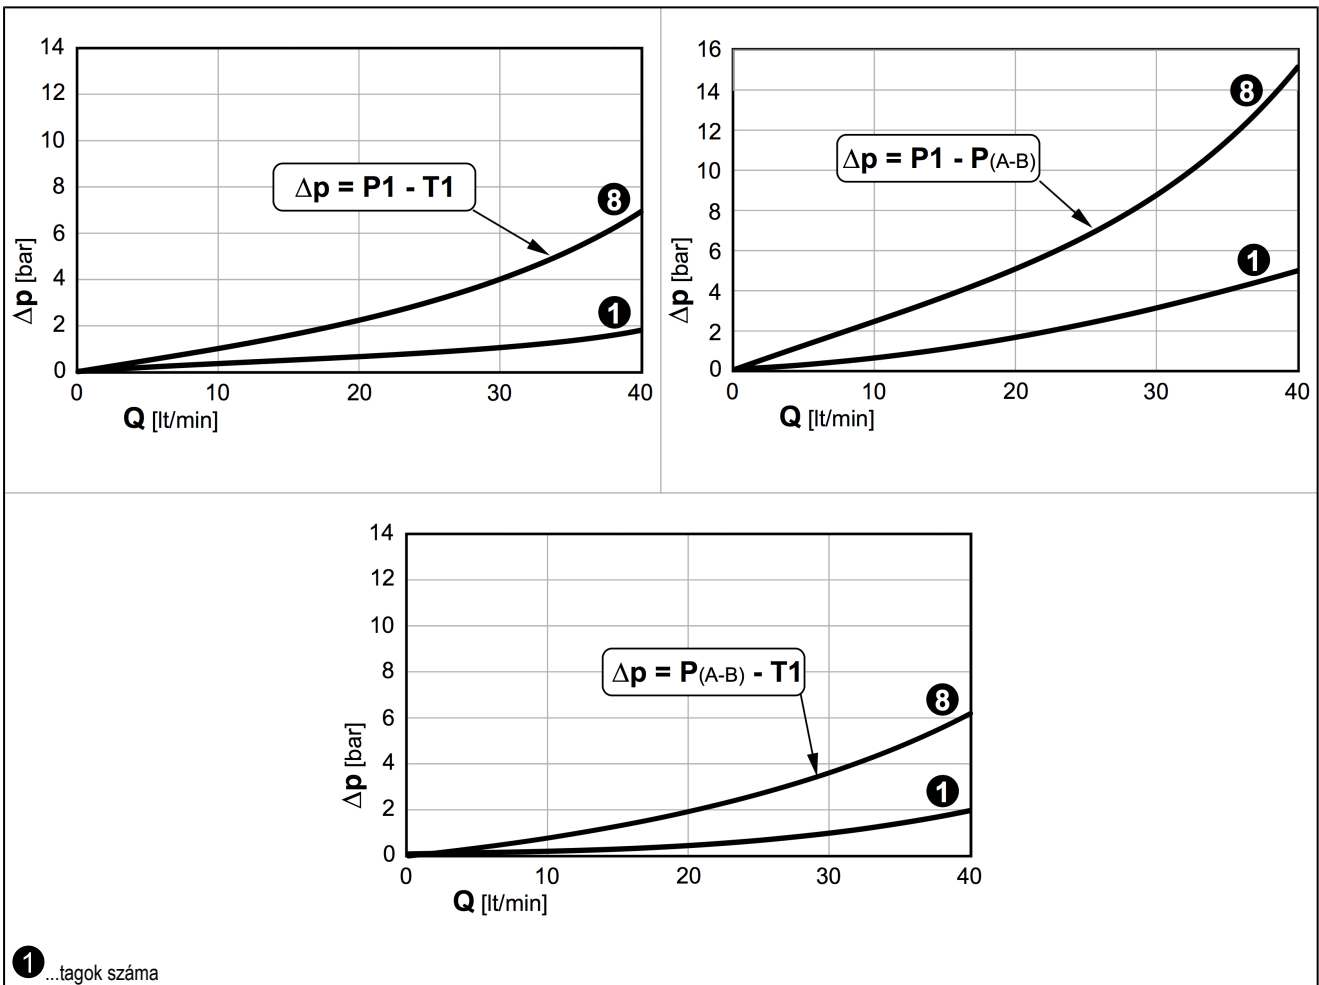 14
12
10
8
6
4
2
0
Δp [bar]
Δp = P1 - T1
8
1
0 10 20 30 40
Q [lt/min]
16
14
12
10
8
6
4
2
0
Δp [bar]
Δp = P1 - P(A-B)
8
1
0 10 20 30 40
Q [lt/min]
14
12
10
8
6
4
2
0
Δp [bar]
Δp = P(A-B) - T1
8
1
0 10 20 30 40
Q [lt/min]
1 ...tagok száma